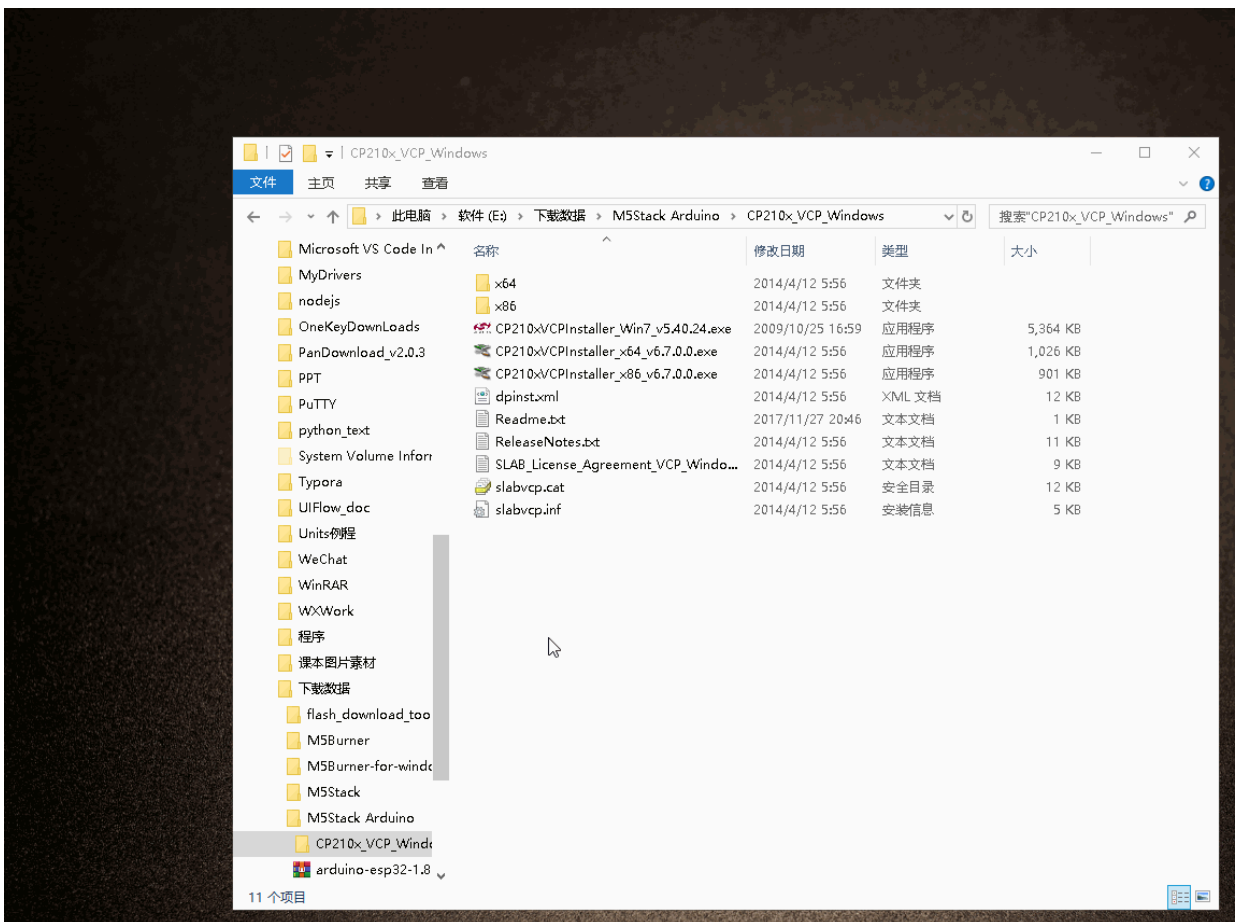 CP210x_VCP_Windows
文件 主页 共享 查看
此电脑 › 软件 (E:) › 下载数据 › M5Stack Arduino › CP210x_VCP_Windows 搜索"CP210x_VCP_Windows"
Microsoft VS Code In
MyDrivers
nodejs
OneKeyDownLoads
PanDownload_v2.0.3
PPT
PuTTY
python_text
System Volume Inforr
Typora
UIFlow_doc
Units例程
WeChat
WinRAR
WXWork
程序
课本图片素材
下载数据
flash_download_too
M5Burner
M5Burner-for-windc
M5Stack
M5Stack Arduino
CP210x_VCP_Windc
arduino-esp32-1.8
名称 修改日期 类型 大小
x64 2014/4/12 5:56 文件夹
x86 2014/4/12 5:56 文件夹
CP210xVCPInstaller_Win7_v5.40.24.exe 2009/10/25 16:59 应用程序 5,364 KB
CP210xVCPInstaller_x64_v6.7.0.0.exe 2014/4/12 5:56 应用程序 1,026 KB
CP210xVCPInstaller_x86_v6.7.0.0.exe 2014/4/12 5:56 应用程序 901 KB
dpinst.xml 2014/4/12 5:56 XML 文档 12 KB
Readme.txt 2017/11/27 20:46 文本文档 1 KB
ReleaseNotes.txt 2014/4/12 5:56 文本文档 11 KB
SLAB_License_Agreement_VCP_Windo... 2014/4/12 5:56 文本文档 9 KB
slabvcp.cat 2014/4/12 5:56 安全目录 12 KB
slabvcp.inf 2014/4/12 5:56 安装信息 5 KB
11 个项目